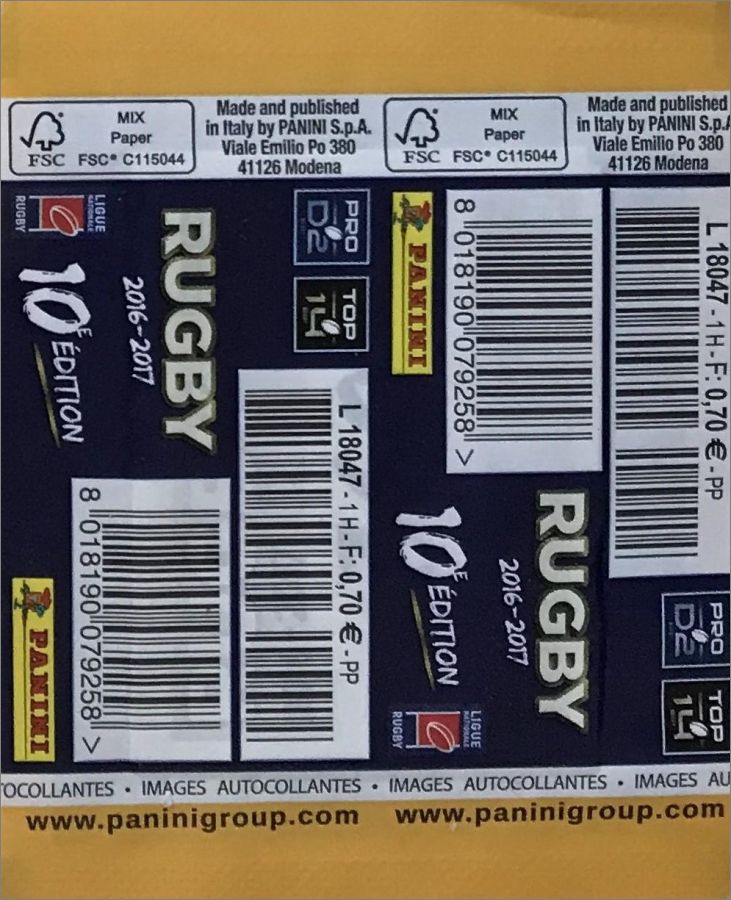 MIX
Paper
FSC FSC® C115044
Made and published
in Italy by PANINI S.p.A.
Viale Emilio Po 380
41126 Modena
MIX
Paper
FSC FSC® C115044
Made and published
in Italy by PANINI S.p.A
Viale Emilio Po 380
41126 Modena
LIGUE
NATIONALE
RUGBY
10E ÉDITION
2016-2017
RUGBY
PRO
D2
TOP
14
PANINI
8 018190 079258 >
L 18047 - 1 H - F: 0,70 € - PP
PANINI
8 018190 079258 >
L 18047 - 1 H - F: 0,70 € - PP
10E ÉDITION
2016-2017
RUGBY
LIGUE
NATIONALE
RUGBY
PRO
D2
TOP
14
OCOLLANTES • IMAGES AUTOCOLLANTES • IMAGES AUTOCOLLANTES • IMAGES AU
www.paninigroup.com www.paninigroup.com